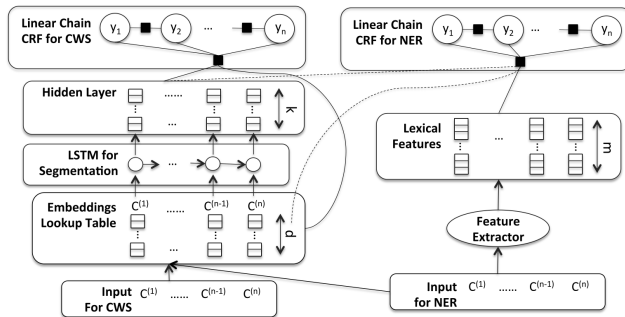 Linear Chain
CRF for CWS
y1 y2 ... yn
Linear Chain
CRF for NER
y1 y2 ... yn
Hidden Layer
......
...
k
LSTM for
Segmentation
...
Embeddings
Lookup Table
C(1) ...... C(n-1) C(n)
...
d
Lexical
Features
...
m
Feature
Extractor
Input
For CWS
C(1) ...... C(n-1) C(n)
Input
for NER
C(1) ...... C(n-1) C(n)